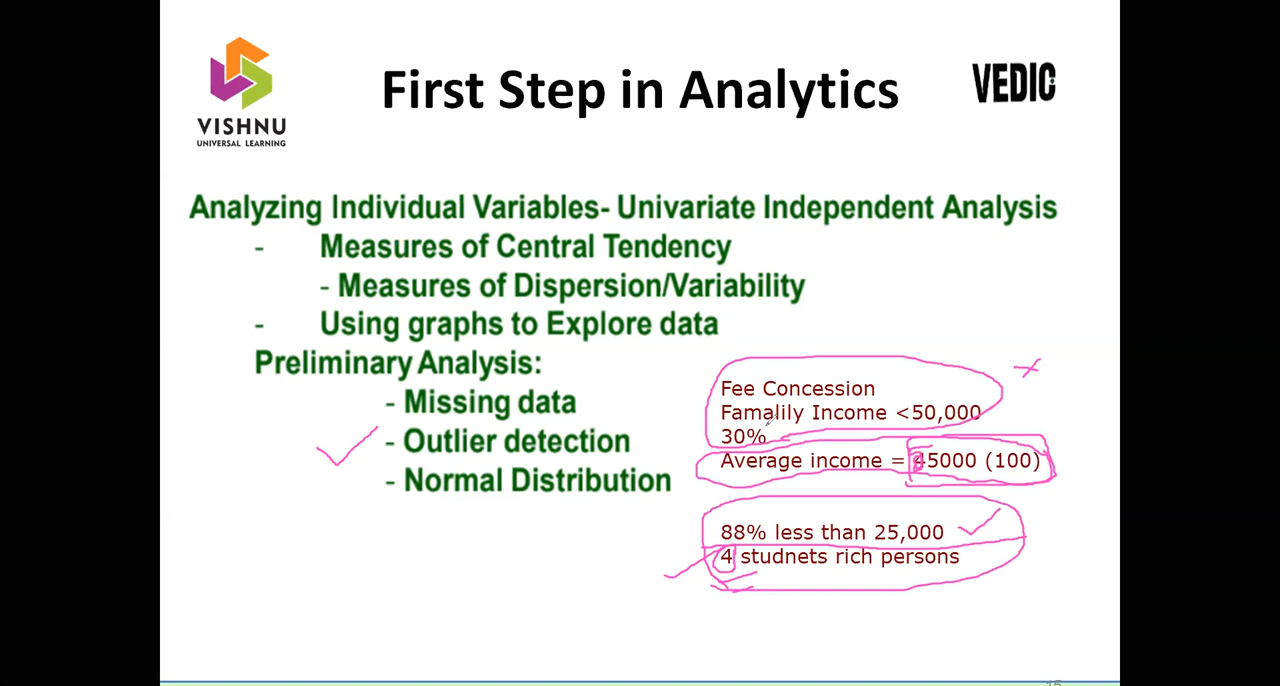 VISHNU
UNIVERSAL LEARNING
First Step in Analytics
VEDIC
Analyzing Individual Variables- Univariate Independent Analysis
- Measures of Central Tendency
- Measures of Dispersion/Variability
- Using graphs to Explore data
Preliminary Analysis:
- Missing data
- Outlier detection
- Normal Distribution
Fee Concession
Famalily Income <50,000
30%
Average income = 45000 (100)
88% less than 25,000
4 studnets rich persons